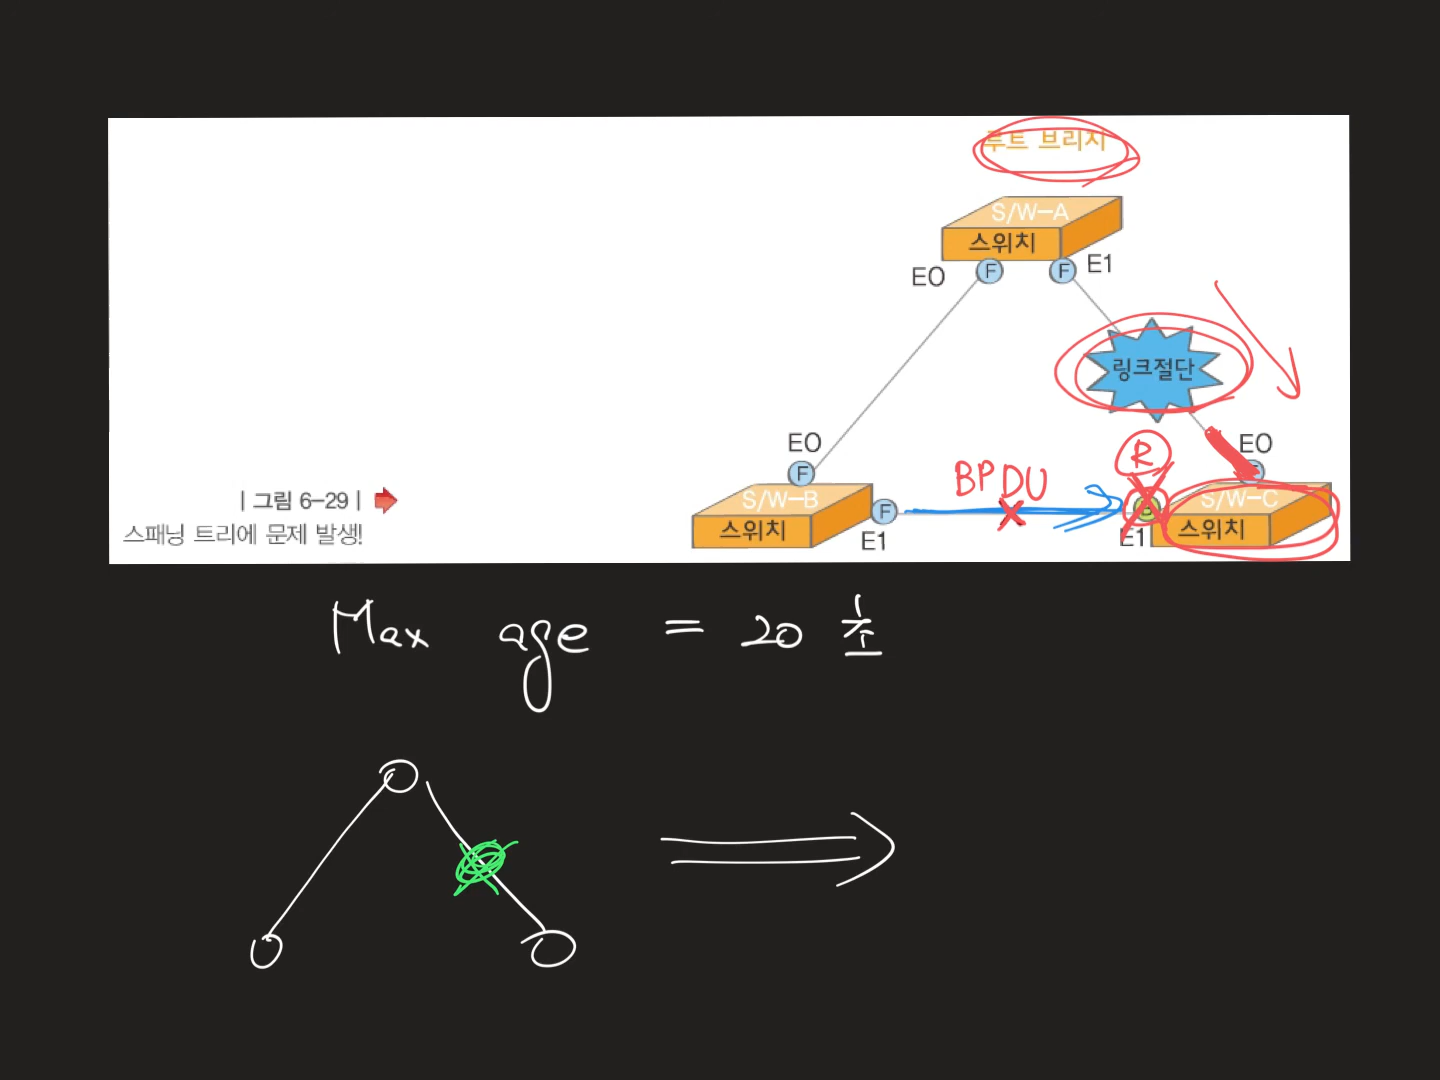 루트 브리지
S/W-A
스위치
E0
F
F
E1
링크절단
E0
F
S/W-B
스위치
F
E1
BPDU
R
E0
S/W-C
스위치
E1
| 그림 6-29 |
스패닝 트리에 문제 발생!
Max age = 20 초